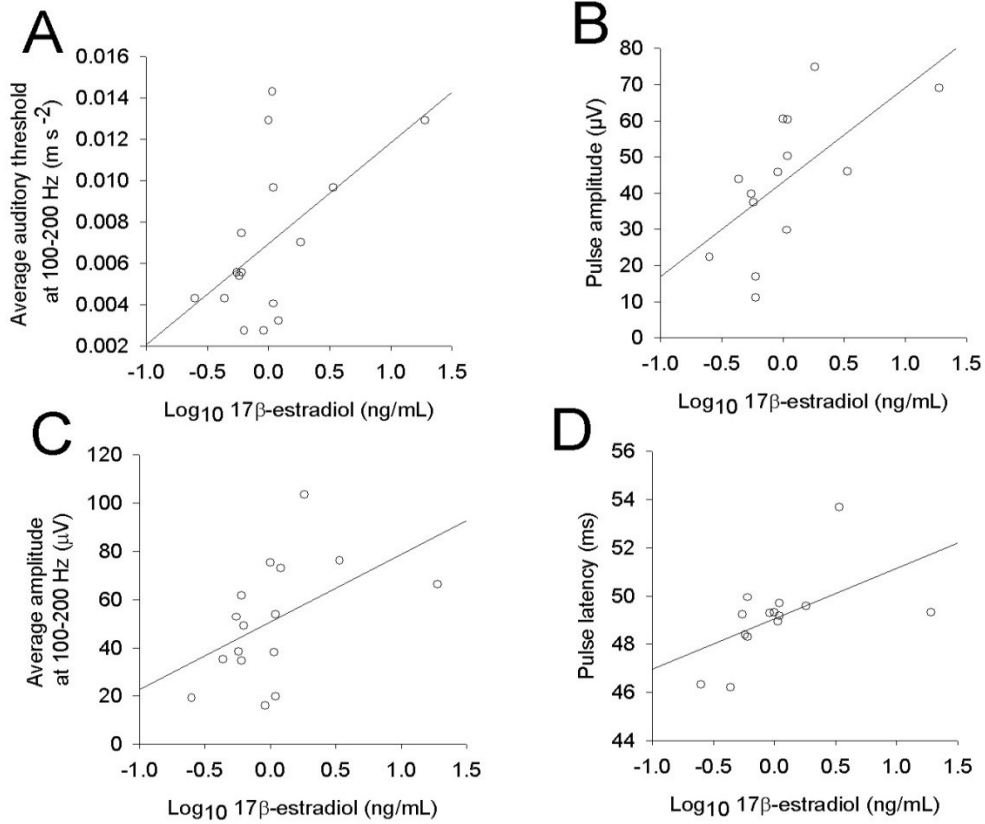 A
Average auditory threshold
at 100-200 Hz (m s⁻²)
0.016
0.014
0.012
0.010
0.008
0.006
0.004
0.002
-1.0 -0.5 0.0 0.5 1.0 1.5
Log₁₀ 17β-estradiol (ng/mL)
B
Pulse amplitude (µV)
80
70
60
50
40
30
20
10
0
-1.0 -0.5 0.0 0.5 1.0 1.5
Log₁₀ 17β-estradiol (ng/mL)
C
Average amplitude
at 100-200 Hz (µV)
120
100
80
60
40
20
0
-1.0 -0.5 0.0 0.5 1.0 1.5
Log₁₀ 17β-estradiol (ng/mL)
D
Pulse latency (ms)
56
54
52
50
48
46
44
-1.0 -0.5 0.0 0.5 1.0 1.5
Log₁₀ 17β-estradiol (ng/mL)